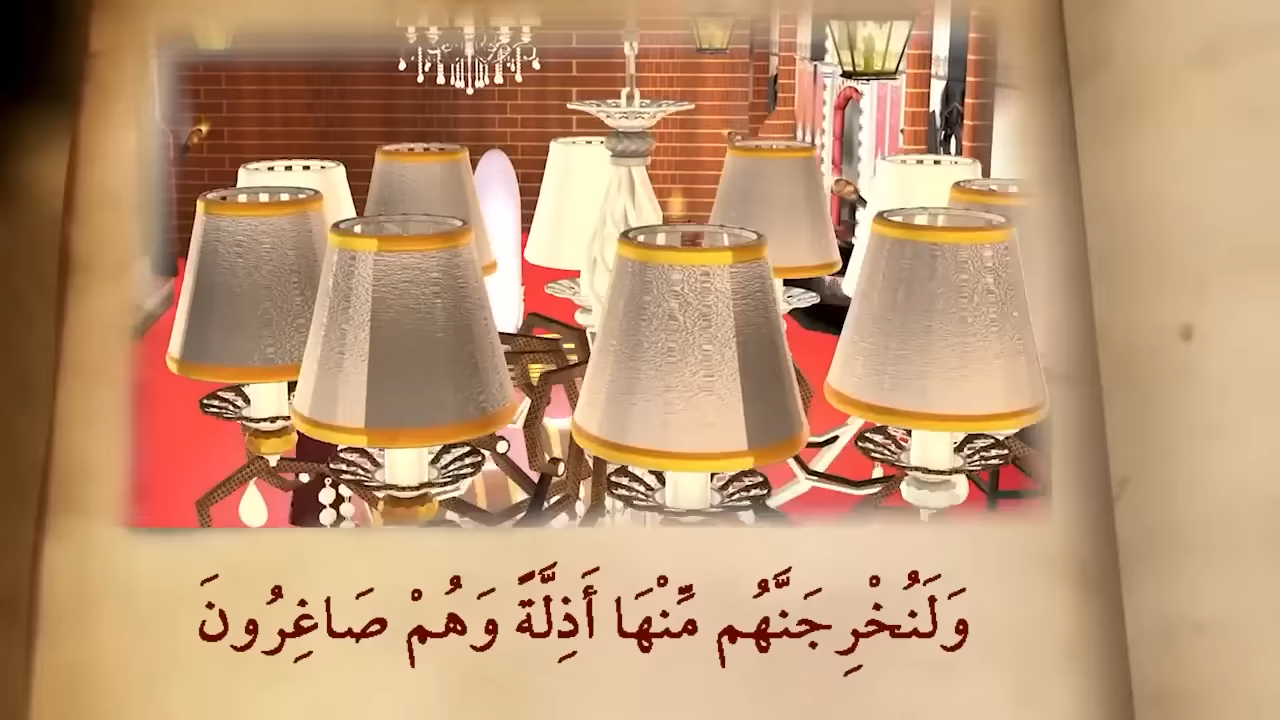 وَلَنُخْرِجَنَّهُم مِّنْهَا أَذِلَّةً وَهُمْ صَاغِرُونَ